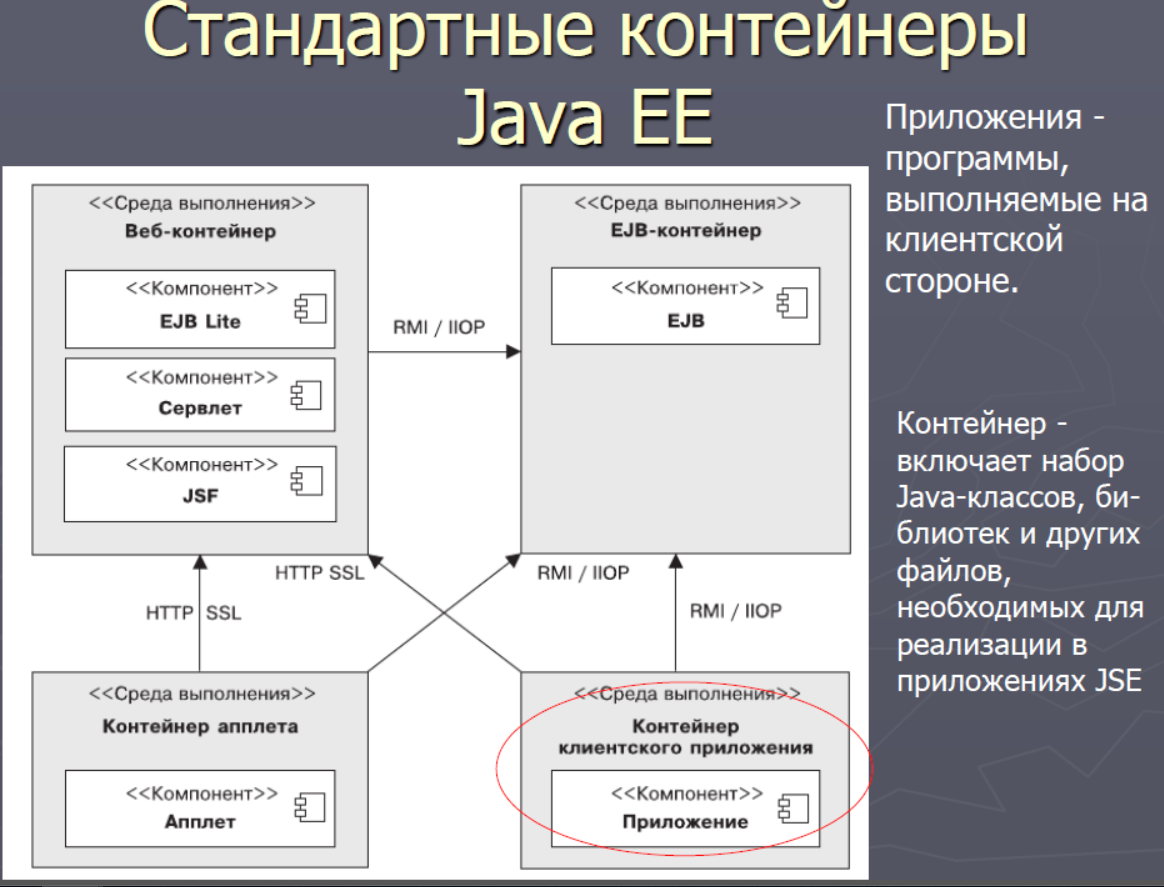 Стандартные контейнеры
Java EE
Приложения -
программы,
выполняемые на
клиентской
стороне.
<<Среда выполнения>>
Веб-контейнер
<<Компонент>>
EJB Lite
<<Компонент>>
Сервлет
<<Компонент>>
JSF
RMI / IIOP
<<Среда выполнения>>
EJB-контейнер
<<Компонент>>
EJB
Контейнер -
включает набор
Java-классов, би-
блиотек и других
файлов,
необходимых для
реализации в
приложениях JSE
HTTP SSL
RMI / IIOP
HTTP SSL
RMI / IIOP
<<Среда выполнения>>
Контейнер апплета
<<Компонент>>
Апплет
<<Среда выполнения>>
Контейнер
клиентского приложения
<<Компонент>>
Приложение